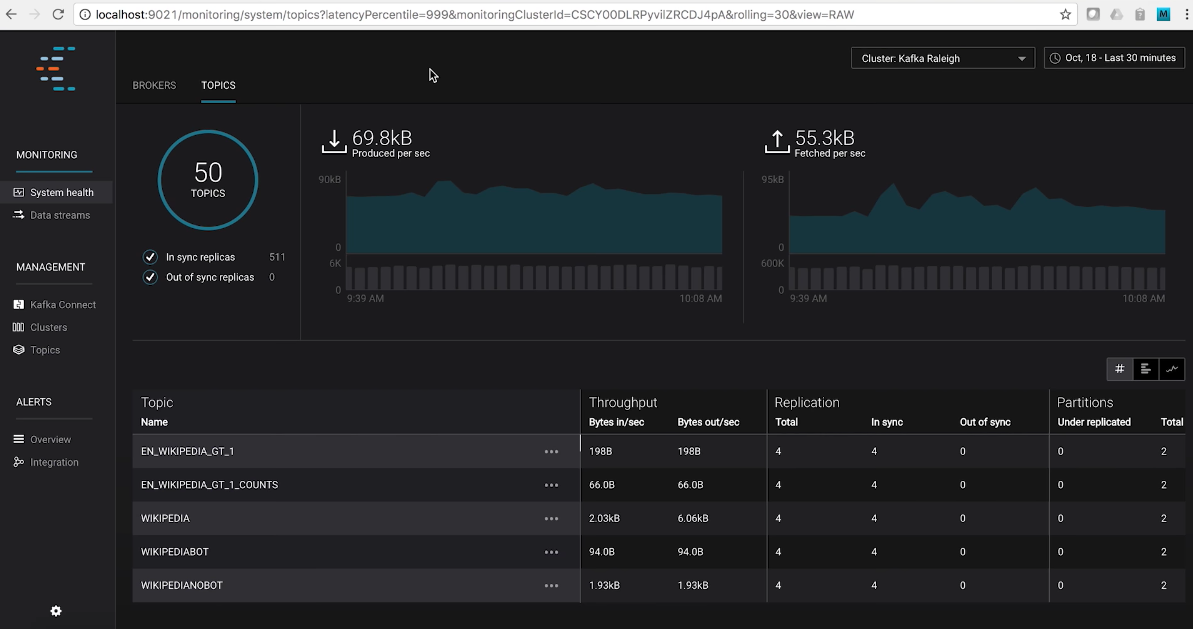 localhost:9021/monitoring/system/topics?latencyPercentile=999&monitoringClusterId=CSCY00DLRPyvilZRCDJ4pA&rolling=30&view=RAW
Cluster: Kafka Raleigh
Oct, 18 - Last 30 minutes
BROKERS TOPICS
MONITORING
System health
Data streams
MANAGEMENT
Kafka Connect
Clusters
Topics
ALERTS
Overview
Integration
50
TOPICS
In sync replicas 511
Out of sync replicas 0
69.8kB
Produced per sec
90kB
0
6K
0
9:39 AM 10:08 AM
55.3kB
Fetched per sec
95kB
0
600K
0
9:39 AM 10:08 AM
#
Topic Throughput Replication Partitions
Name Bytes in/sec Bytes out/sec Total In sync Out of sync Under replicated Total
EN_WIKIPEDIA_GT_1 ••• 198B 198B 4 4 0 0 2
EN_WIKIPEDIA_GT_1_COUNTS ••• 66.0B 66.0B 4 4 0 0 2
WIKIPEDIA ••• 2.03kB 6.06kB 4 4 0 0 2
WIKIPEDIABOT ••• 94.0B 94.0B 4 4 0 0 2
WIKIPEDIANOBOT ••• 1.93kB 1.93kB 4 4 0 0 2